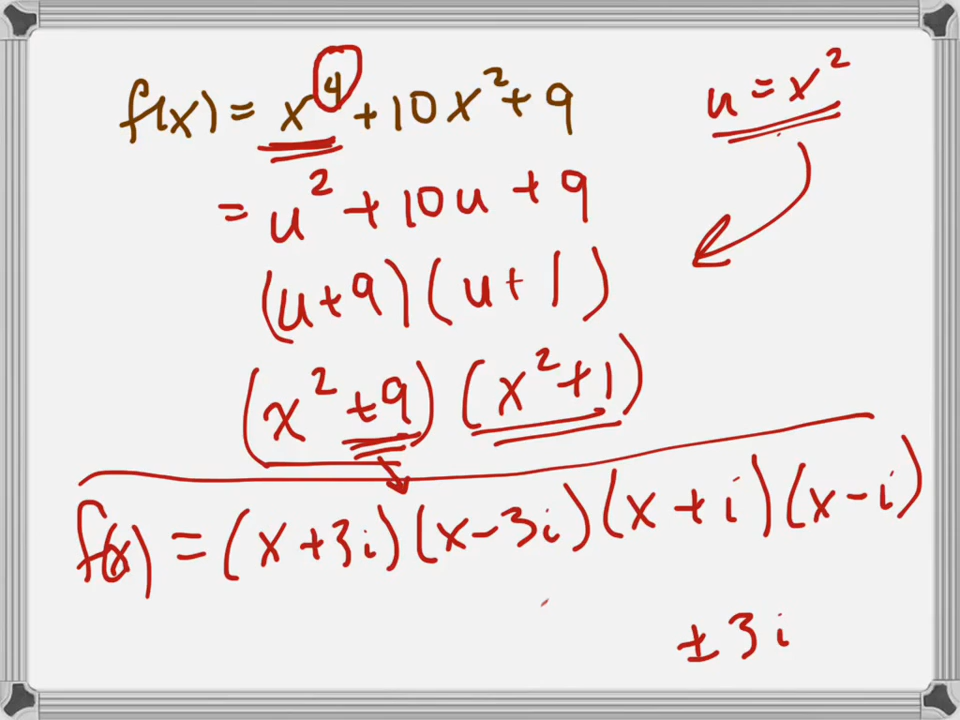 f(x) = x⁴ + 10x² + 9
u = x²
= u² + 10u + 9
(u + 9)(u + 1)
(x² + 9)(x² + 1)
f(x) = (x + 3i)(x - 3i)(x + i)(x - i)
± 3i